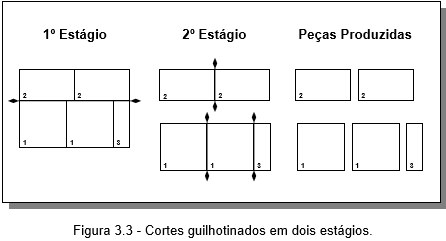 1º Estágio 2º Estágio Peças Produzidas
2 2 2 2 2 2
1 1 3 1 1 3 1 1 3
Figura 3.3 - Cortes guilhotinados em dois estágios.